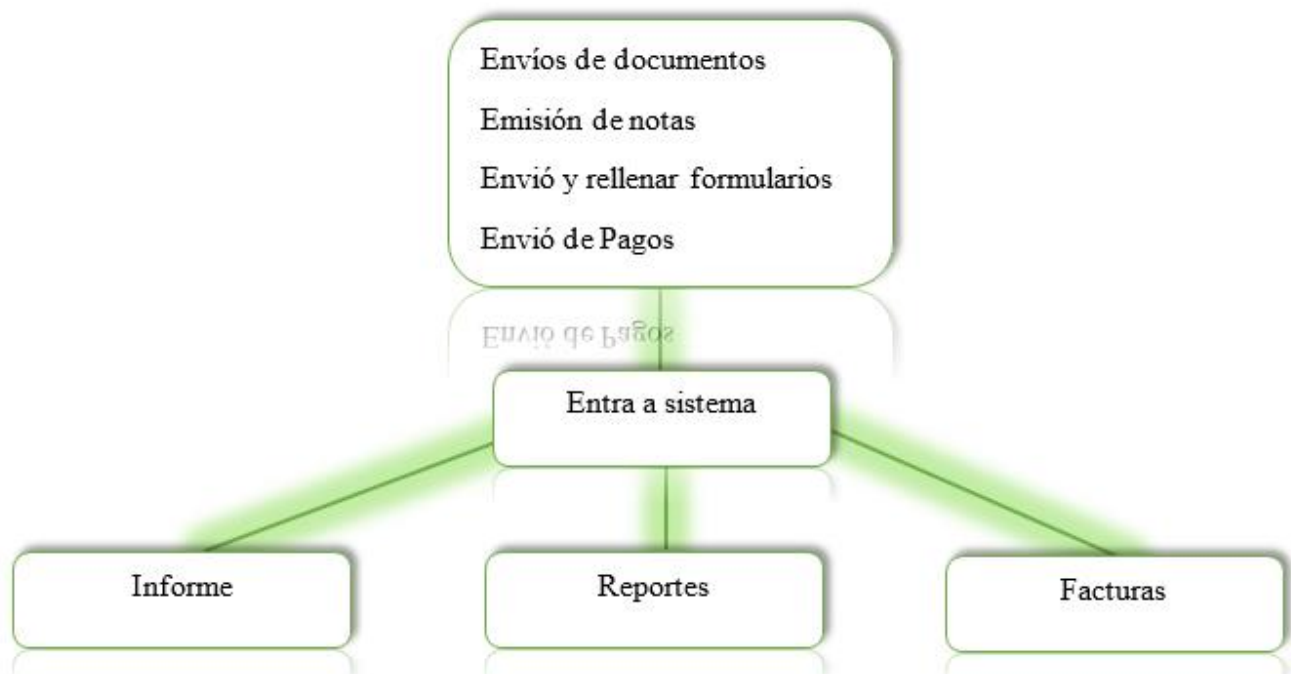 Envíos de documentos
Emisión de notas
Envió y rellenar formularios
Envió de Pagos
Entra a sistema
Informe
Reportes
Facturas